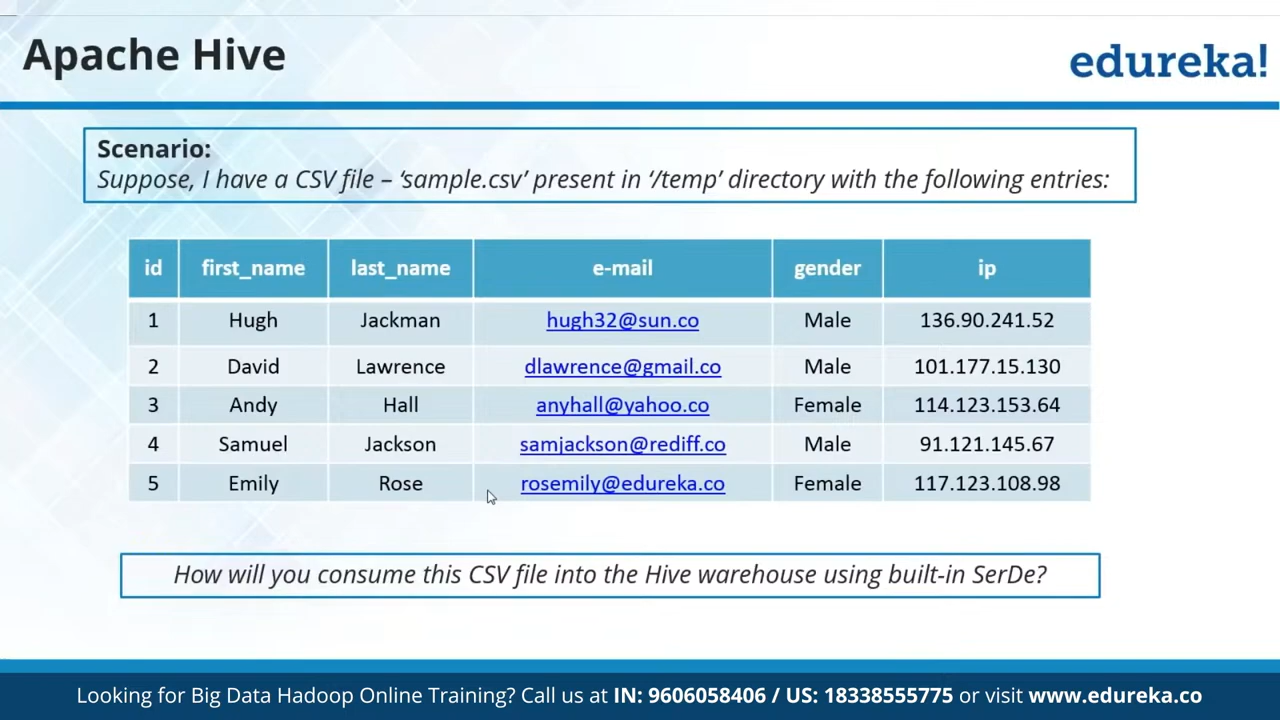 Apache Hive
edureka!
Scenario:
Suppose, I have a CSV file – ‘sample.csv’ present in ‘/temp’ directory with the following entries:
id first_name last_name e-mail gender ip
1 Hugh Jackman hugh32@sun.co Male 136.90.241.52
2 David Lawrence dlawrence@gmail.co Male 101.177.15.130
3 Andy Hall anyhall@yahoo.co Female 114.123.153.64
4 Samuel Jackson samjackson@rediff.co Male 91.121.145.67
5 Emily Rose rosemily@edureka.co Female 117.123.108.98
How will you consume this CSV file into the Hive warehouse using built-in SerDe?
Looking for Big Data Hadoop Online Training? Call us at IN: 9606058406 / US: 18338555775 or visit www.edureka.co